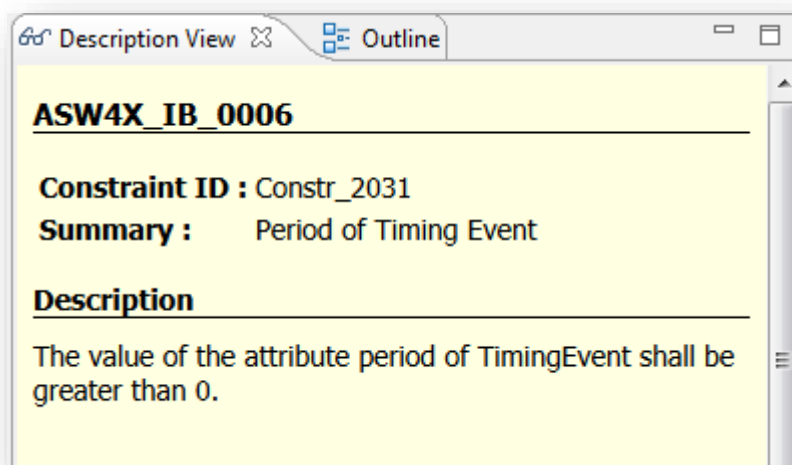 Description View Outline
ASW4X_IB_0006
Constraint ID : Constr_2031
Summary : Period of Timing Event
Description
The value of the attribute period of TimingEvent shall be
greater than 0.